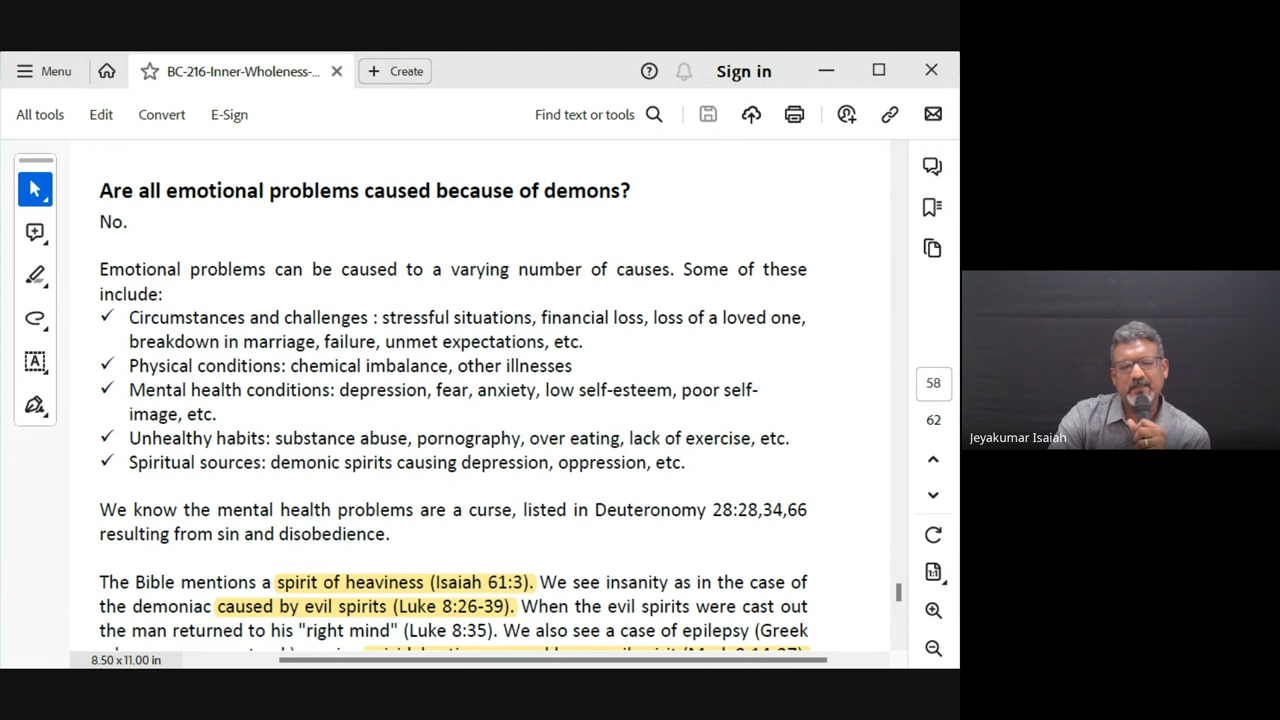 Menu
BC-216-Inner-Wholeness-...
Create
Sign in
All tools
Edit
Convert
E-Sign
Find text or tools
Are all emotional problems caused because of demons?
No.
Emotional problems can be caused to a varying number of causes. Some of these
include:
✓ Circumstances and challenges : stressful situations, financial loss, loss of a loved one,
breakdown in marriage, failure, unmet expectations, etc.
✓ Physical conditions: chemical imbalance, other illnesses
✓ Mental health conditions: depression, fear, anxiety, low self-esteem, poor self-
image, etc.
✓ Unhealthy habits: substance abuse, pornography, over eating, lack of exercise, etc.
✓ Spiritual sources: demonic spirits causing depression, oppression, etc.
We know the mental health problems are a curse, listed in Deuteronomy 28:28,34,66
resulting from sin and disobedience.
The Bible mentions a spirit of heaviness (Isaiah 61:3). We see insanity as in the case of
the demoniac caused by evil spirits (Luke 8:26-39). When the evil spirits were cast out
the man returned to his "right mind" (Luke 8:35). We also see a case of epilepsy (Greek
8.50 x 11.00 in
58
62
1:1
Jeyakumar Isaiah